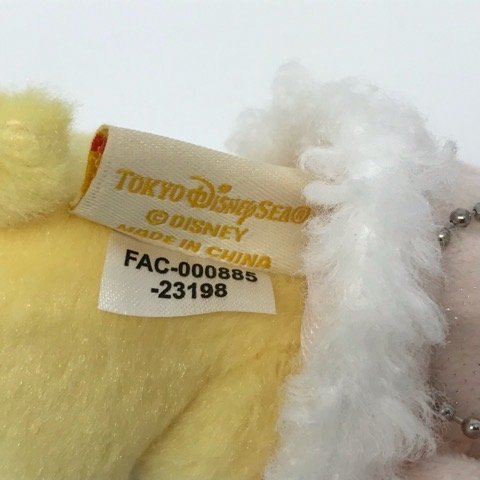 TOKYO DISNEYSEA®
© DISNEY
MADE IN CHINA
FAC-000885
-23198